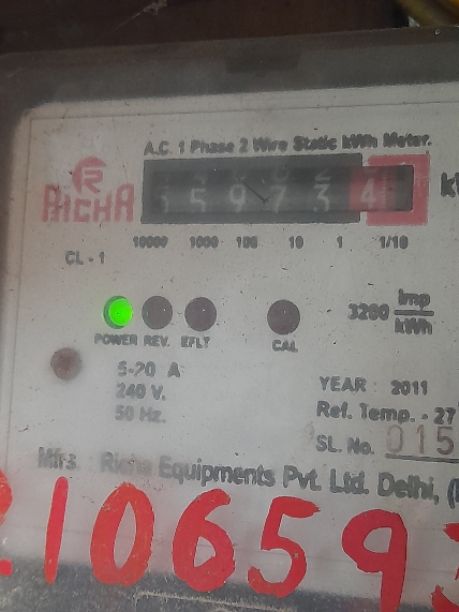 A.C. 1 Phase 2 Wire Static kWh Meter.
R
RICHA
5 9 7 3 4
10000 1000 100 10 1 1/10
CL - 1
3200 Imp/kWh
POWER REV. EFLT CAL
5-20 A
240 V.
50 Hz.
YEAR : 2011
Ref. Temp. - 27
SL. No. 015
Mfrs : Richa Equipments Pvt. Ltd. Delhi, (
10659